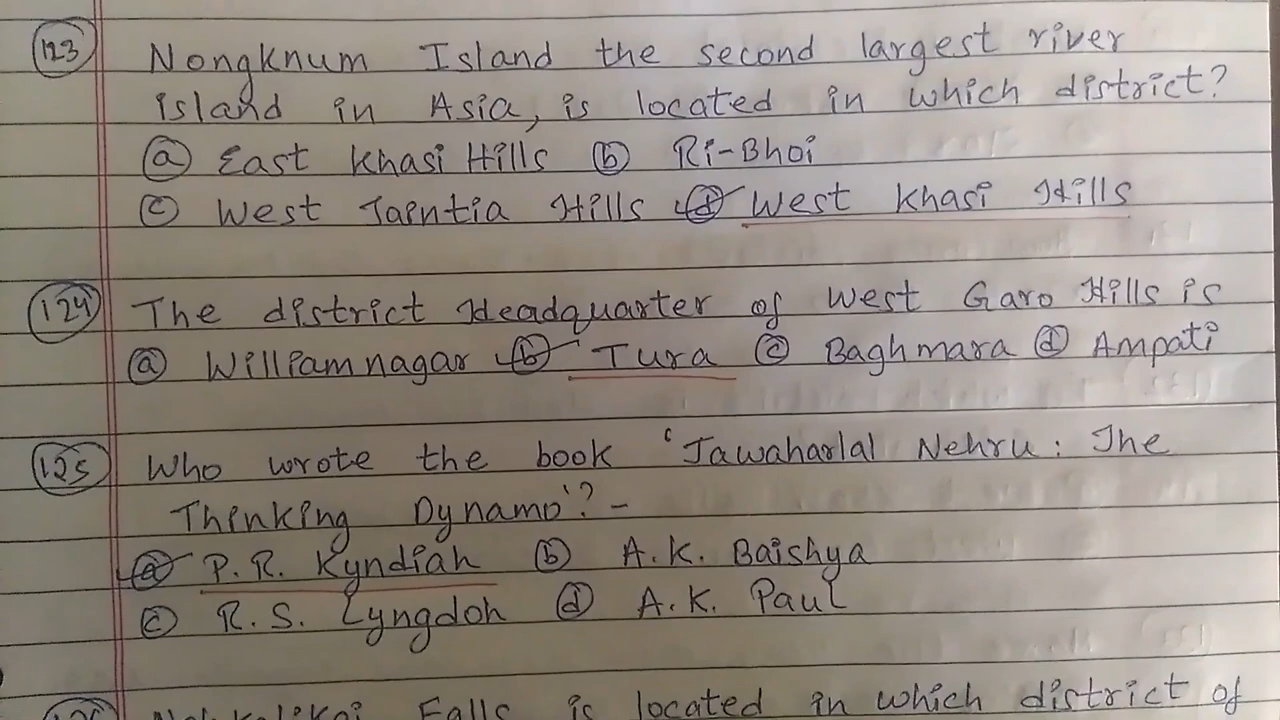 123 Nongknum Island the second largest river
island in Asia, is located in which district?
a East Khasi Hills b Ri-Bhoi
c West Jaintia Hills d West Khasi Hills
124 The district Headquarter of West Garo Hills is
a Williamnagar b Tura c Baghmara d Ampati
125 Who wrote the book 'Jawaharlal Nehru: The
Thinking Dynamo'? -
a P. R. Kyndiah b A. K. Baishya
c R. S. Lyngdoh d A. K. Paul
Falls is located in which district of